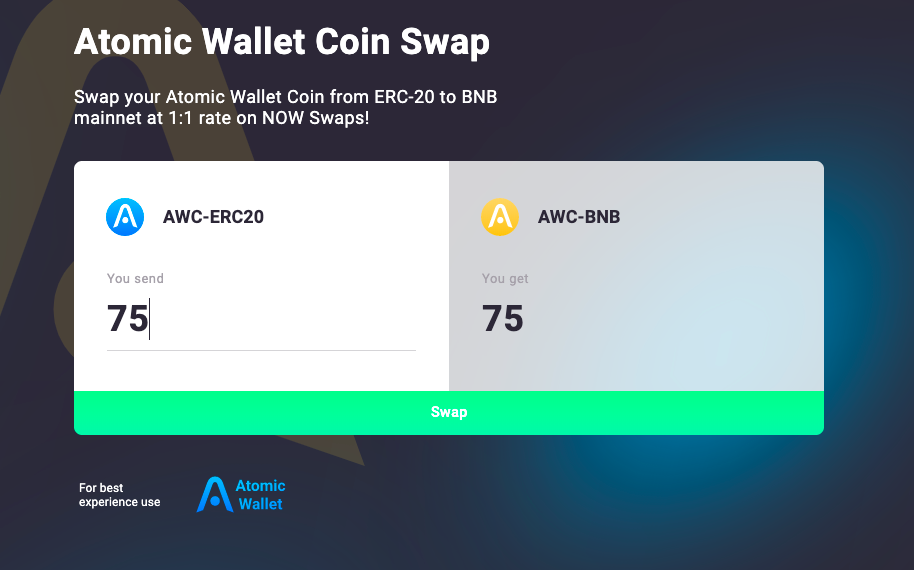 Atomic Wallet Coin Swap
Swap your Atomic Wallet Coin from ERC-20 to BNB
mainnet at 1:1 rate on NOW Swaps!
AWC-ERC20
You send
75
AWC-BNB
You get
75
Swap
For best
experience use
Atomic
Wallet